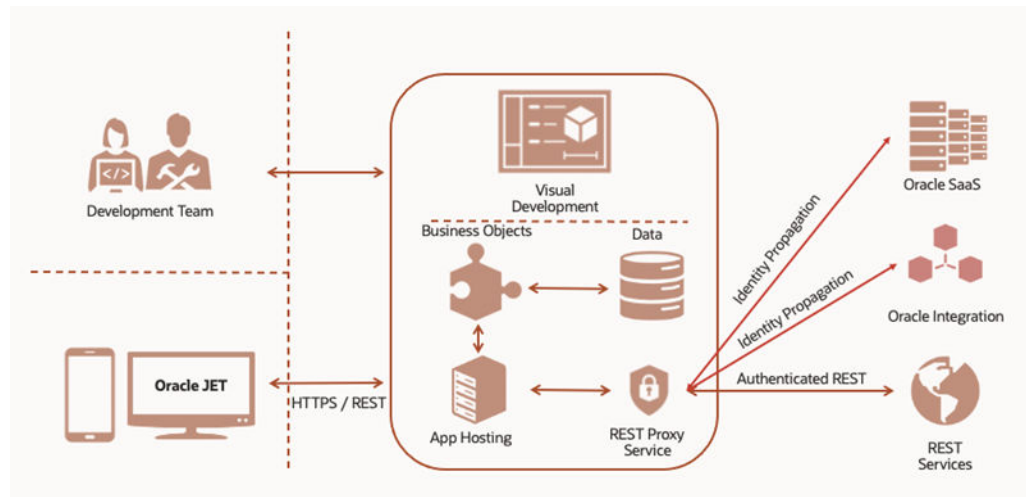 </>
Development Team
Visual
Development
Business Objects
Data
Oracle JET
HTTPS / REST
App Hosting
REST Proxy
Service
Identity Propagation
Identity Propagation
Authenticated REST
Oracle SaaS
Oracle Integration
REST
Services